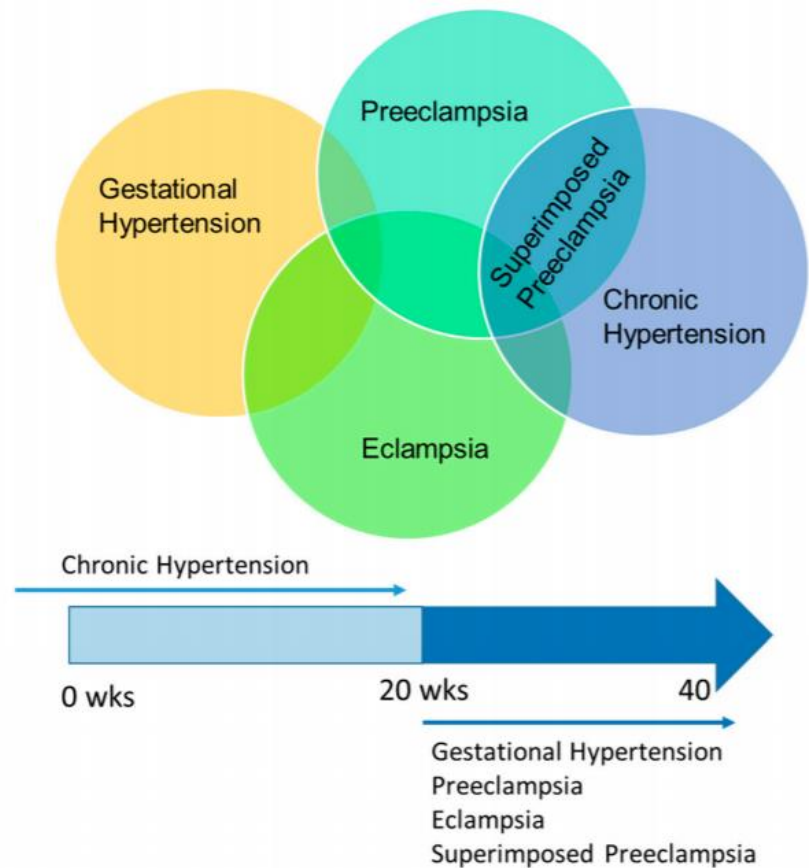 Preeclampsia
Gestational
Hypertension
Superimposed
Preeclampsia
Chronic
Hypertension
Eclampsia
Chronic Hypertension
0 wks
20 wks
40
Gestational Hypertension
Preeclampsia
Eclampsia
Superimposed Preeclampsia